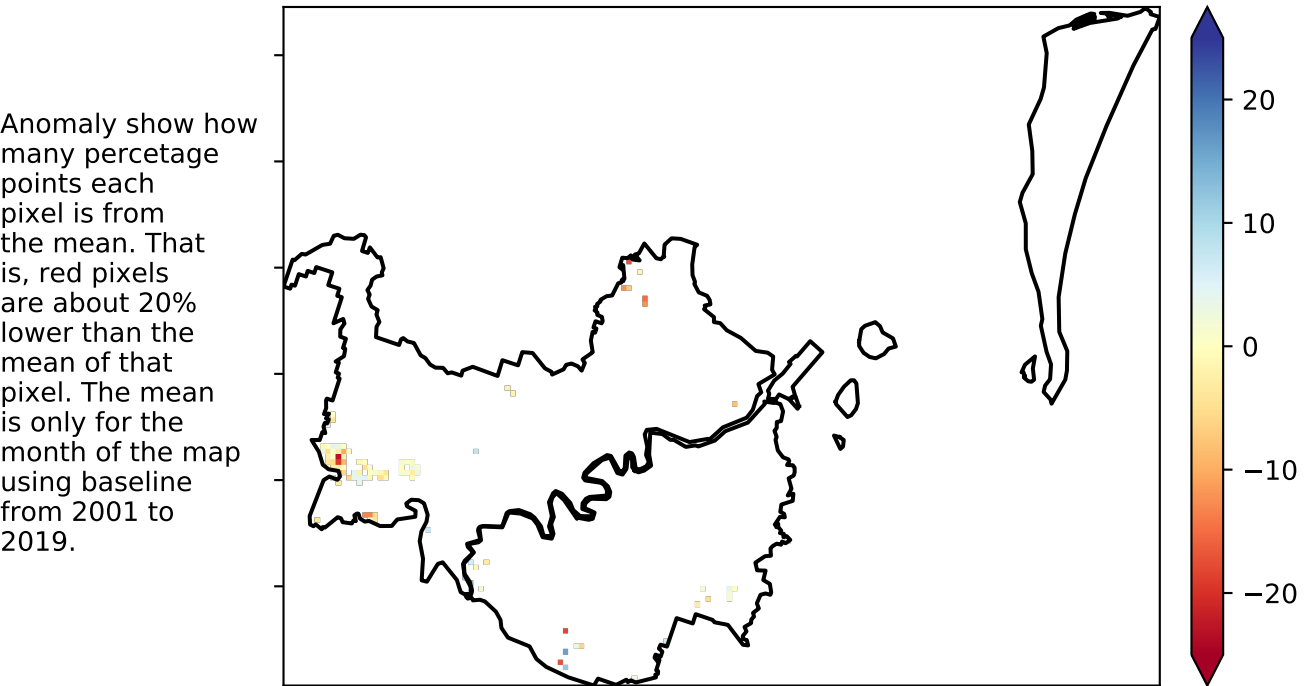 Anomaly show how
many percetage
points each
pixel is from
the mean. That
is, red pixels
are about 20%
lower than the
mean of that
pixel. The mean
is only for the
month of the map
using baseline
from 2001 to
2019.
20
10
0
−10
−20